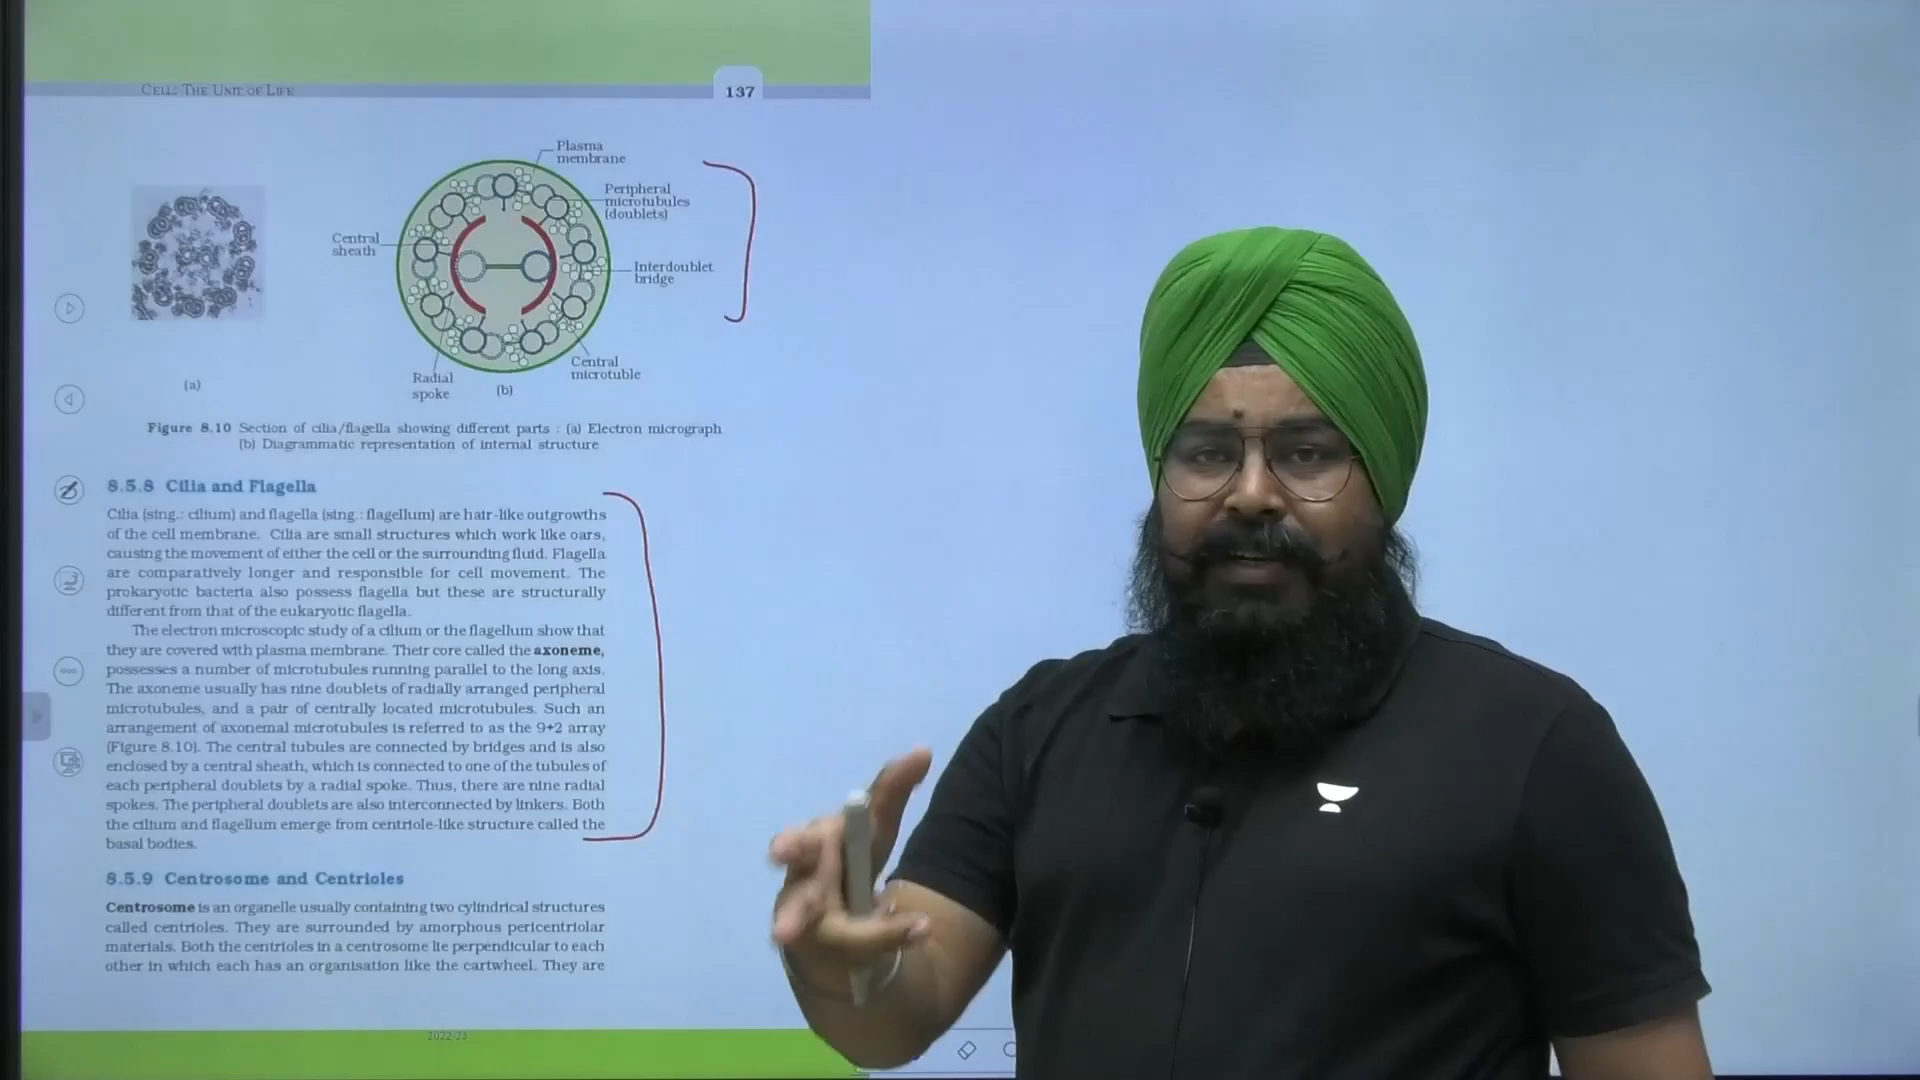 CELL: THE UNIT OF LIFE
137
Plasma
membrane
Peripheral
microtubules
(doublets)
Central
sheath
Interdoublet
bridge
Central
microtuble
Radial
spoke
(a)
(b)
Figure 8.10 Section of cilia/flagella showing different parts : (a) Electron micrograph
(b) Diagrammatic representation of internal structure
8.5.8 Cilia and Flagella
Cilia (sing.: cilium) and flagella (sing.: flagellum) are hair-like outgrowths
of the cell membrane. Cilia are small structures which work like oars,
causing the movement of either the cell or the surrounding fluid. Flagella
are comparatively longer and responsible for cell movement. The
prokaryotic bacteria also possess flagella but these are structurally
different from that of the eukaryotic flagella.
The electron microscopic study of a cilium or the flagellum show that
they are covered with plasma membrane. Their core called the axoneme,
possesses a number of microtubules running parallel to the long axis.
The axoneme usually has nine doublets of radially arranged peripheral
microtubules, and a pair of centrally located microtubules. Such an
arrangement of axonemal microtubules is referred to as the 9+2 array
(Figure 8.10). The central tubules are connected by bridges and is also
enclosed by a central sheath, which is connected to one of the tubules of
each peripheral doublets by a radial spoke. Thus, there are nine radial
spokes. The peripheral doublets are also interconnected by linkers. Both
the cilium and flagellum emerge from centriole-like structure called the
basal bodies.
8.5.9 Centrosome and Centrioles
Centrosome is an organelle usually containing two cylindrical structures
called centrioles. They are surrounded by amorphous pericentriolar
materials. Both the centrioles in a centrosome lie perpendicular to each
other in which each has an organisation like the cartwheel. They are
2022-23